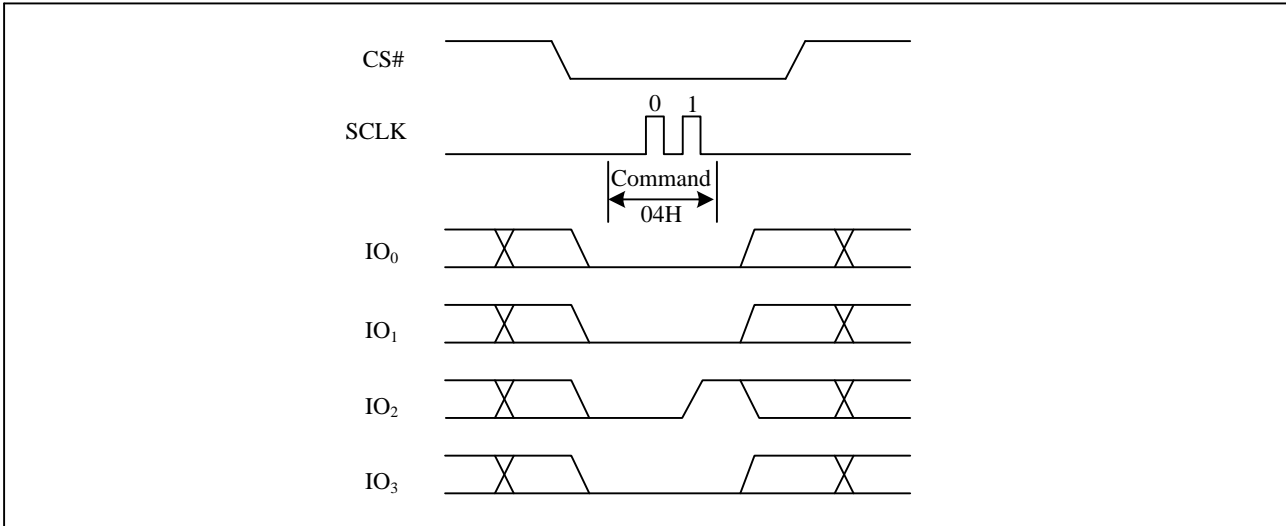 CS#
0 1
SCLK
Command
04H
IO₀
IO₁
IO₂
IO₃